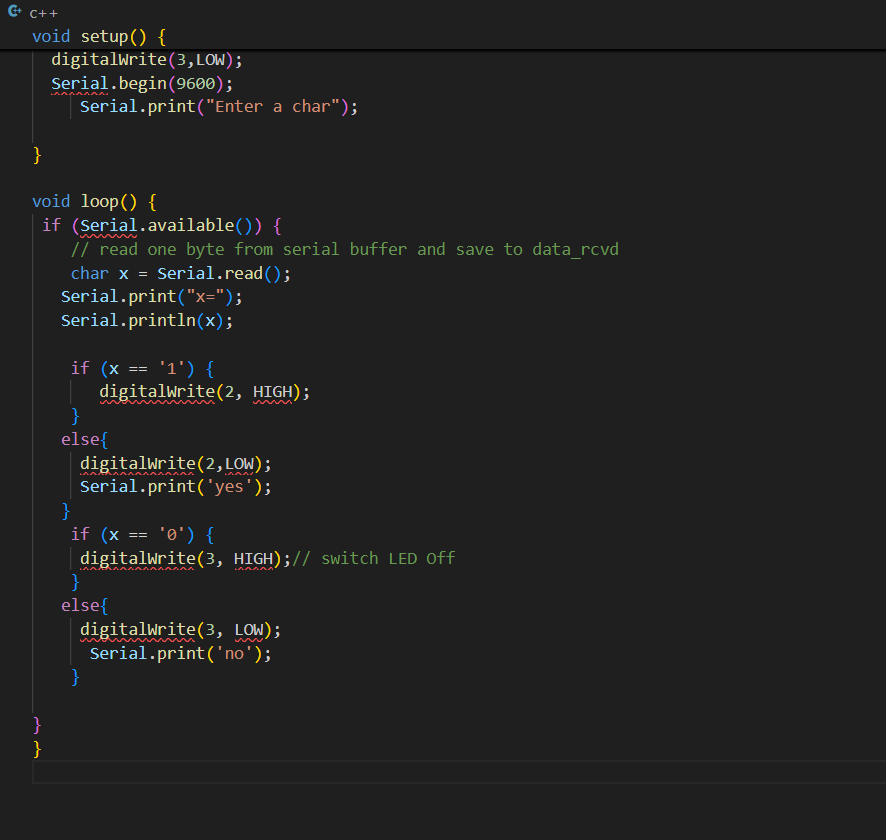 c++
void setup() {
digitalWrite(3,LOW);
Serial.begin(9600);
Serial.print("Enter a char");
}
void loop() {
if (Serial.available()) {
// read one byte from serial buffer and save to data_rcvd
char x = Serial.read();
Serial.print("x=");
Serial.println(x);
if (x == '1') {
digitalWrite(2, HIGH);
}
else{
digitalWrite(2,LOW);
Serial.print('yes');
}
if (x == '0') {
digitalWrite(3, HIGH);// switch LED Off
}
else{
digitalWrite(3, LOW);
Serial.print('no');
}
}
}